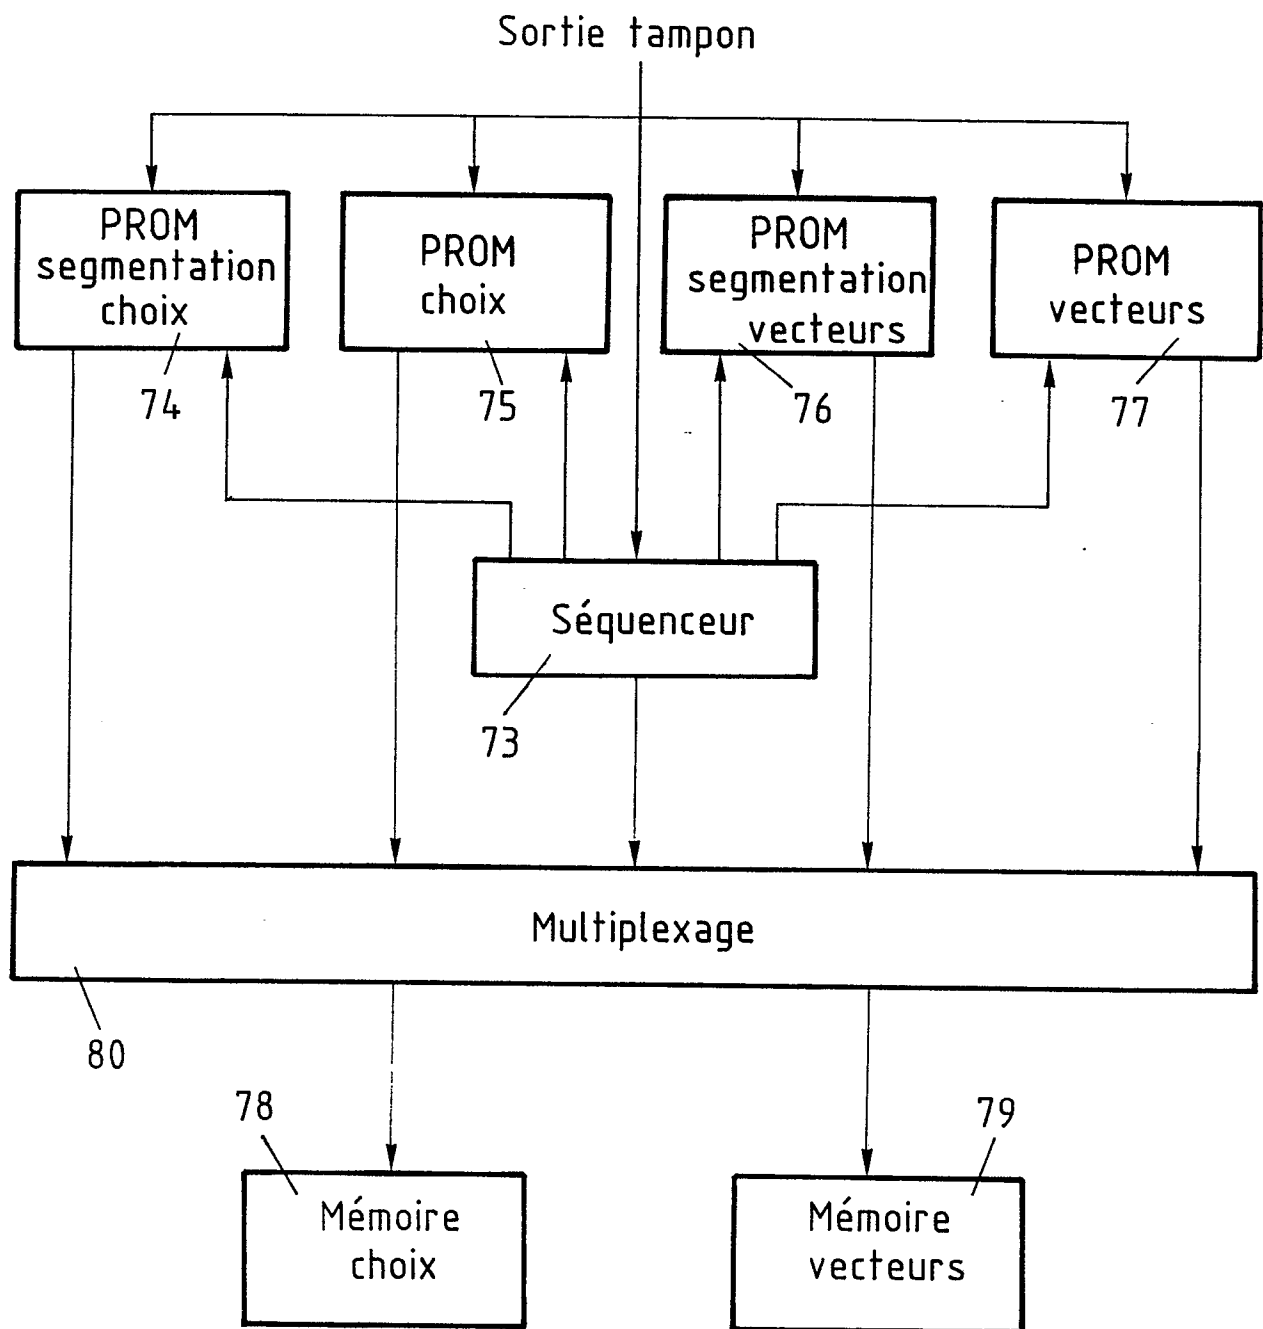 Sortie tampon
PROM
segmentation
choix
74
PROM
choix
75
PROM
segmentation
vecteurs
76
PROM
vecteurs
77
Séquenceur
73
Multiplexage
80
78
Mémoire
choix
79
Mémoire
vecteurs